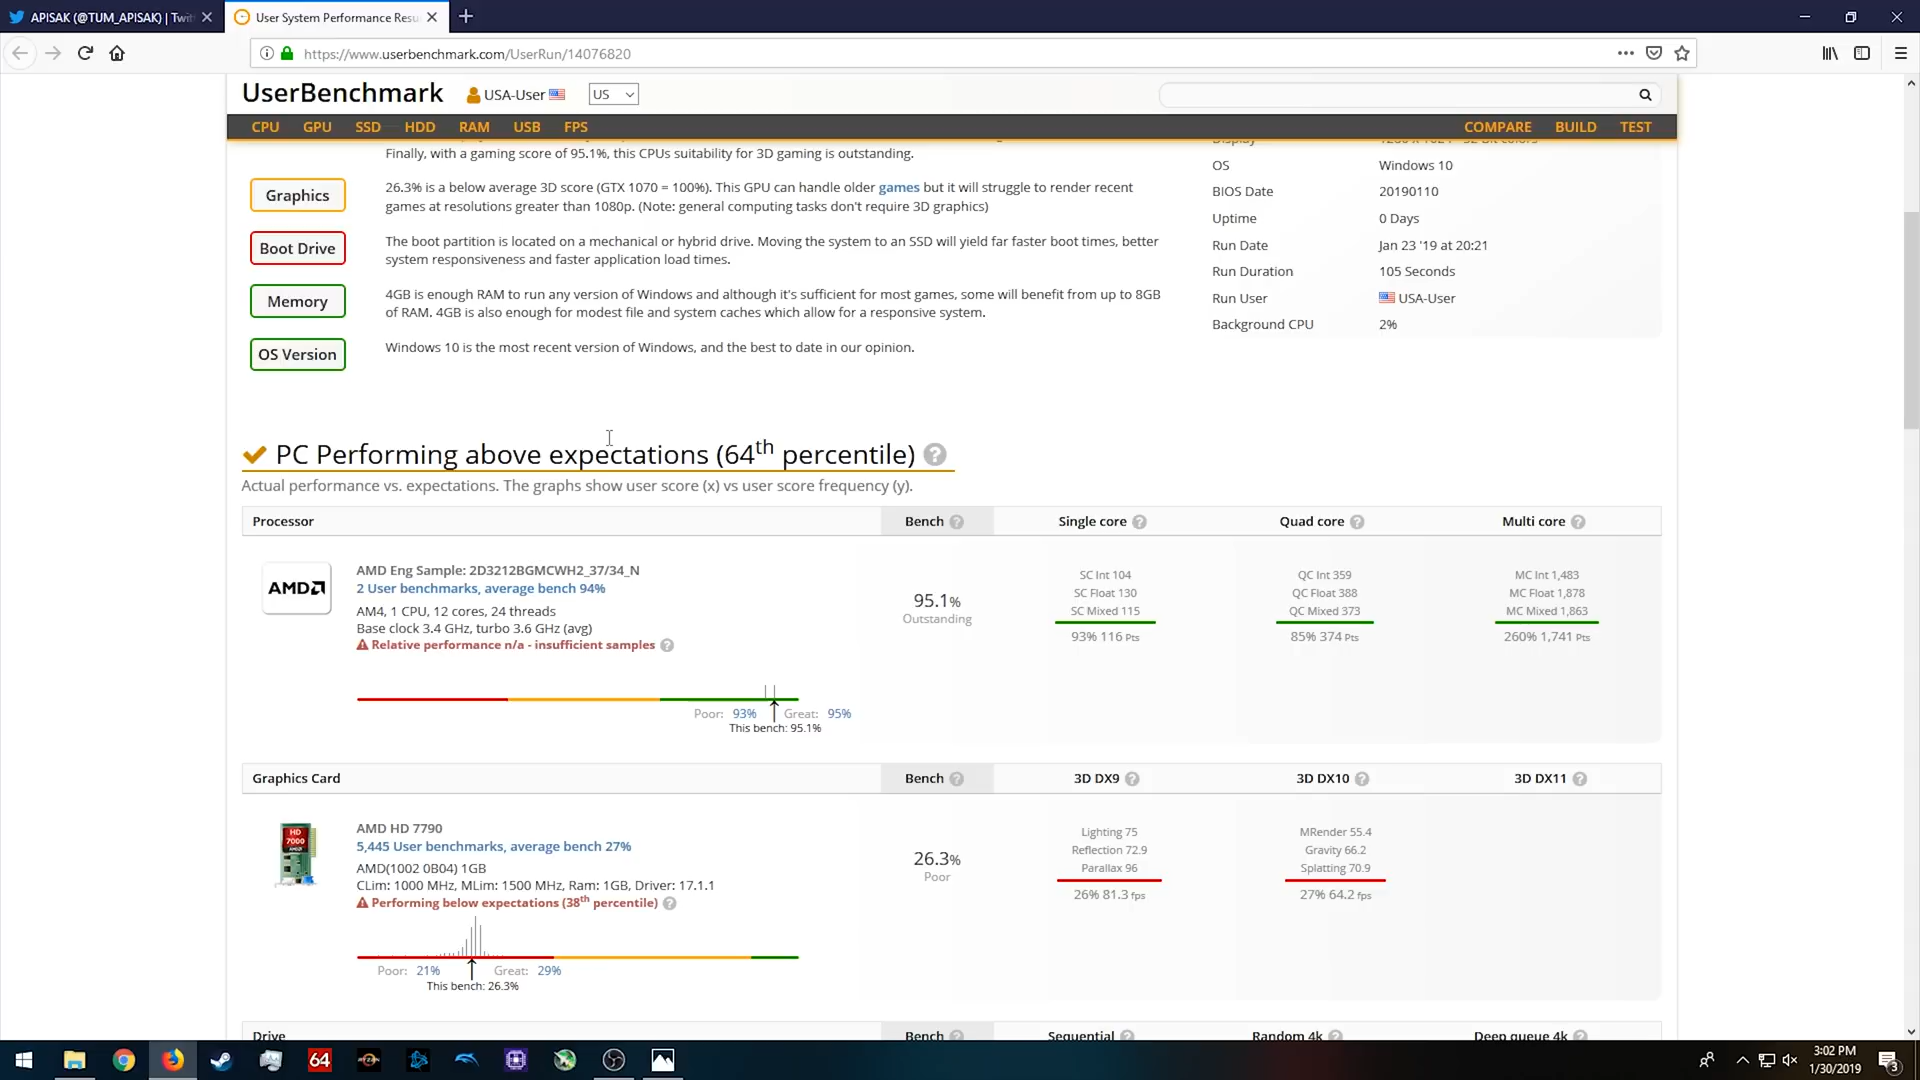 APISAK (@TUM_APISAK) | Twi
User System Performance Resu
https://www.userbenchmark.com/UserRun/14076820
UserBenchmark
USA-User
US
CPU GPU SSD HDD RAM USB FPS
COMPARE BUILD TEST
Finally, with a gaming score of 95.1%, this CPUs suitability for 3D gaming is outstanding.
Graphics
26.3% is a below average 3D score (GTX 1070 = 100%). This GPU can handle older games but it will struggle to render recent
games at resolutions greater than 1080p. (Note: general computing tasks don't require 3D graphics)
Boot Drive
The boot partition is located on a mechanical or hybrid drive. Moving the system to an SSD will yield far faster boot times, better
system responsiveness and faster application load times.
Memory
4GB is enough RAM to run any version of Windows and although it's sufficient for most games, some will benefit from up to 8GB
of RAM. 4GB is also enough for modest file and system caches which allow for a responsive system.
OS Version
Windows 10 is the most recent version of Windows, and the best to date in our opinion.
Display 1280 x 1024 - 32 Bit colors
OS Windows 10
BIOS Date 20190110
Uptime 0 Days
Run Date Jan 23 '19 at 20:21
Run Duration 105 Seconds
Run User USA-User
Background CPU 2%
PC Performing above expectations (64th percentile) ?
Actual performance vs. expectations. The graphs show user score (x) vs user score frequency (y).
Processor Bench ? Single core ? Quad core ? Multi core ?
AMD
AMD Eng Sample: 2D3212BGMCWH2_37/34_N
2 User benchmarks, average bench 94%
AM4, 1 CPU, 12 cores, 24 threads
Base clock 3.4 GHz, turbo 3.6 GHz (avg)
Relative performance n/a - insufficient samples ?
Poor: 93% Great: 95%
This bench: 95.1%
95.1%
Outstanding
SC Int 104
SC Float 130
SC Mixed 115
93% 116 Pts
QC Int 359
QC Float 388
QC Mixed 373
85% 374 Pts
MC Int 1,483
MC Float 1,878
MC Mixed 1,863
260% 1,741 Pts
Graphics Card Bench ? 3D DX9 ? 3D DX10 ? 3D DX11 ?
HD
7000
AMD HD 7790
5,445 User benchmarks, average bench 27%
AMD(1002 0B04) 1GB
CLim: 1000 MHz, MLim: 1500 MHz, Ram: 1GB, Driver: 17.1.1
Performing below expectations (38th percentile) ?
Poor: 21% Great: 29%
This bench: 26.3%
26.3%
Poor
Lighting 75
Reflection 72.9
Parallax 96
26% 81.3 fps
MRender 55.4
Gravity 66.2
Splatting 70.9
27% 64.2 fps
Drive Bench ? Sequential ? Random 4k ? Deep queue 4k ?
64
3:02 PM
1/30/2019
3